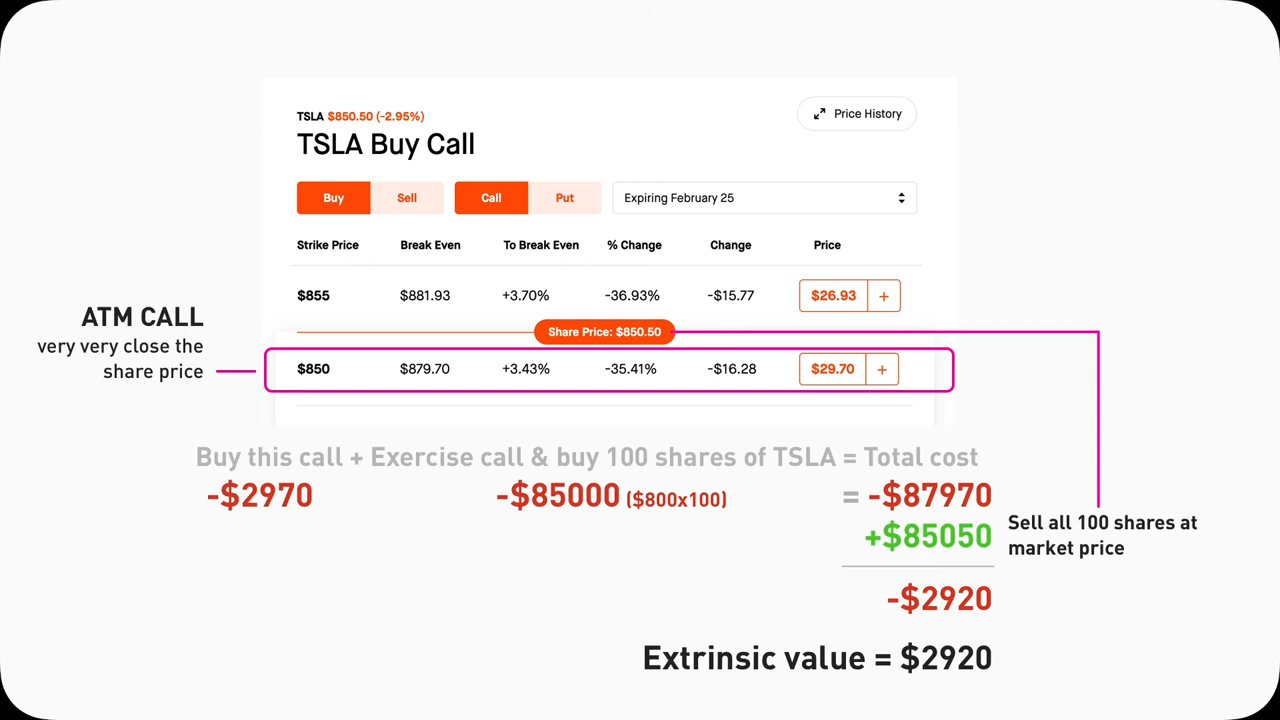 TSLA $850.50 (-2.95%)
TSLA Buy Call
Price History
Buy Sell Call Put Expiring February 25
Strike Price Break Even To Break Even % Change Change Price
$855 $881.93 +3.70% -36.93% -$15.77 $26.93 +
Share Price: $850.50
ATM CALL
very very close the
share price
$850 $879.70 +3.43% -35.41% -$16.28 $29.70 +
Buy this call + Exercise call & buy 100 shares of TSLA = Total cost
-$2970 -$85000 ($800x100) = -$87970
+$85050
Sell all 100 shares at
market price
-$2920
Extrinsic value = $2920